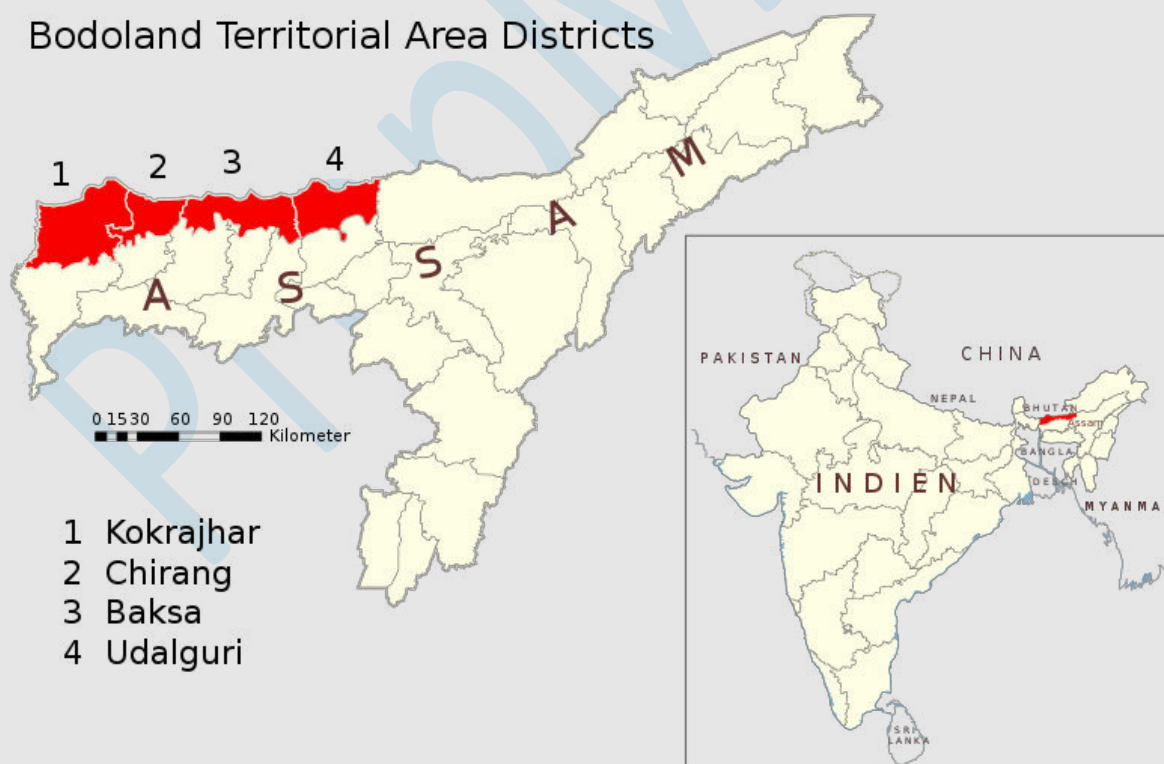 Bodoland Territorial Area Districts
1 2 3 4
A S S A M
0 15 30 60 90 120
Kilometer
1 Kokrajhar
2 Chirang
3 Baksa
4 Udalguri
PAKISTAN
CHINA
NEPAL
BHUTAN
Assam
BANGLA
DESCH
INDIEN
MYANMA
SRI
LANKA